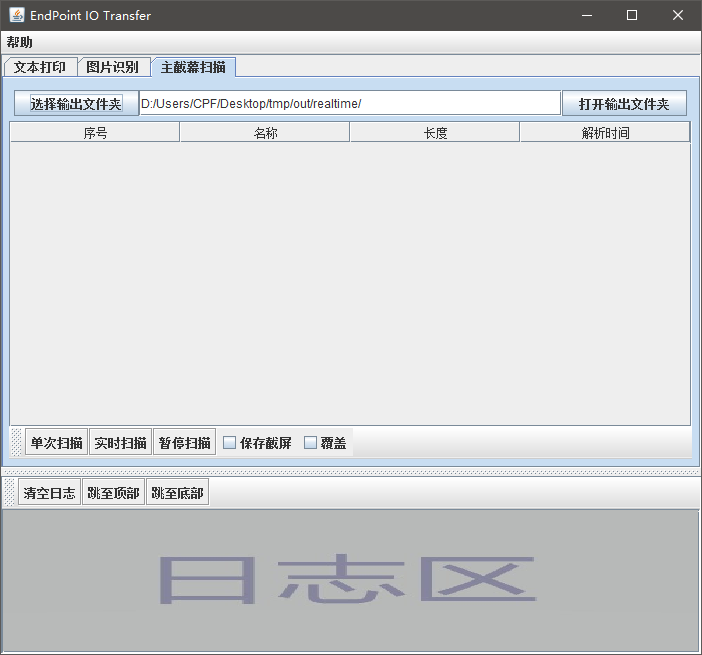 EndPoint IO Transfer
帮助
文本打印 图片识别 主截幕扫描
选择输出文件夹 D:/Users/CPF/Desktop/tmp/out/realtime/ 打开输出文件夹
序号 名称 长度 解析时间
单次扫描 实时扫描 暂停扫描 保存截屏 覆盖
清空日志 跳至顶部 跳至底部
日志区